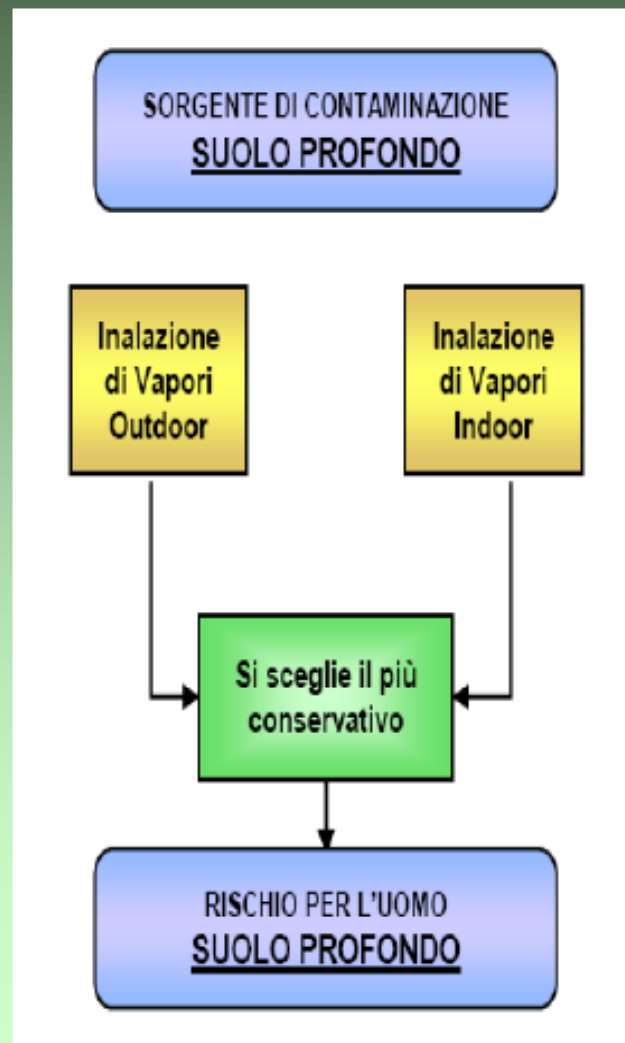 SORGENTE DI CONTAMINAZIONE
SUOLO PROFONDO
Inalazione
di Vapori
Outdoor
Inalazione
di Vapori
Indoor
Si sceglie il più
conservativo
RISCHIO PER L'UOMO
SUOLO PROFONDO